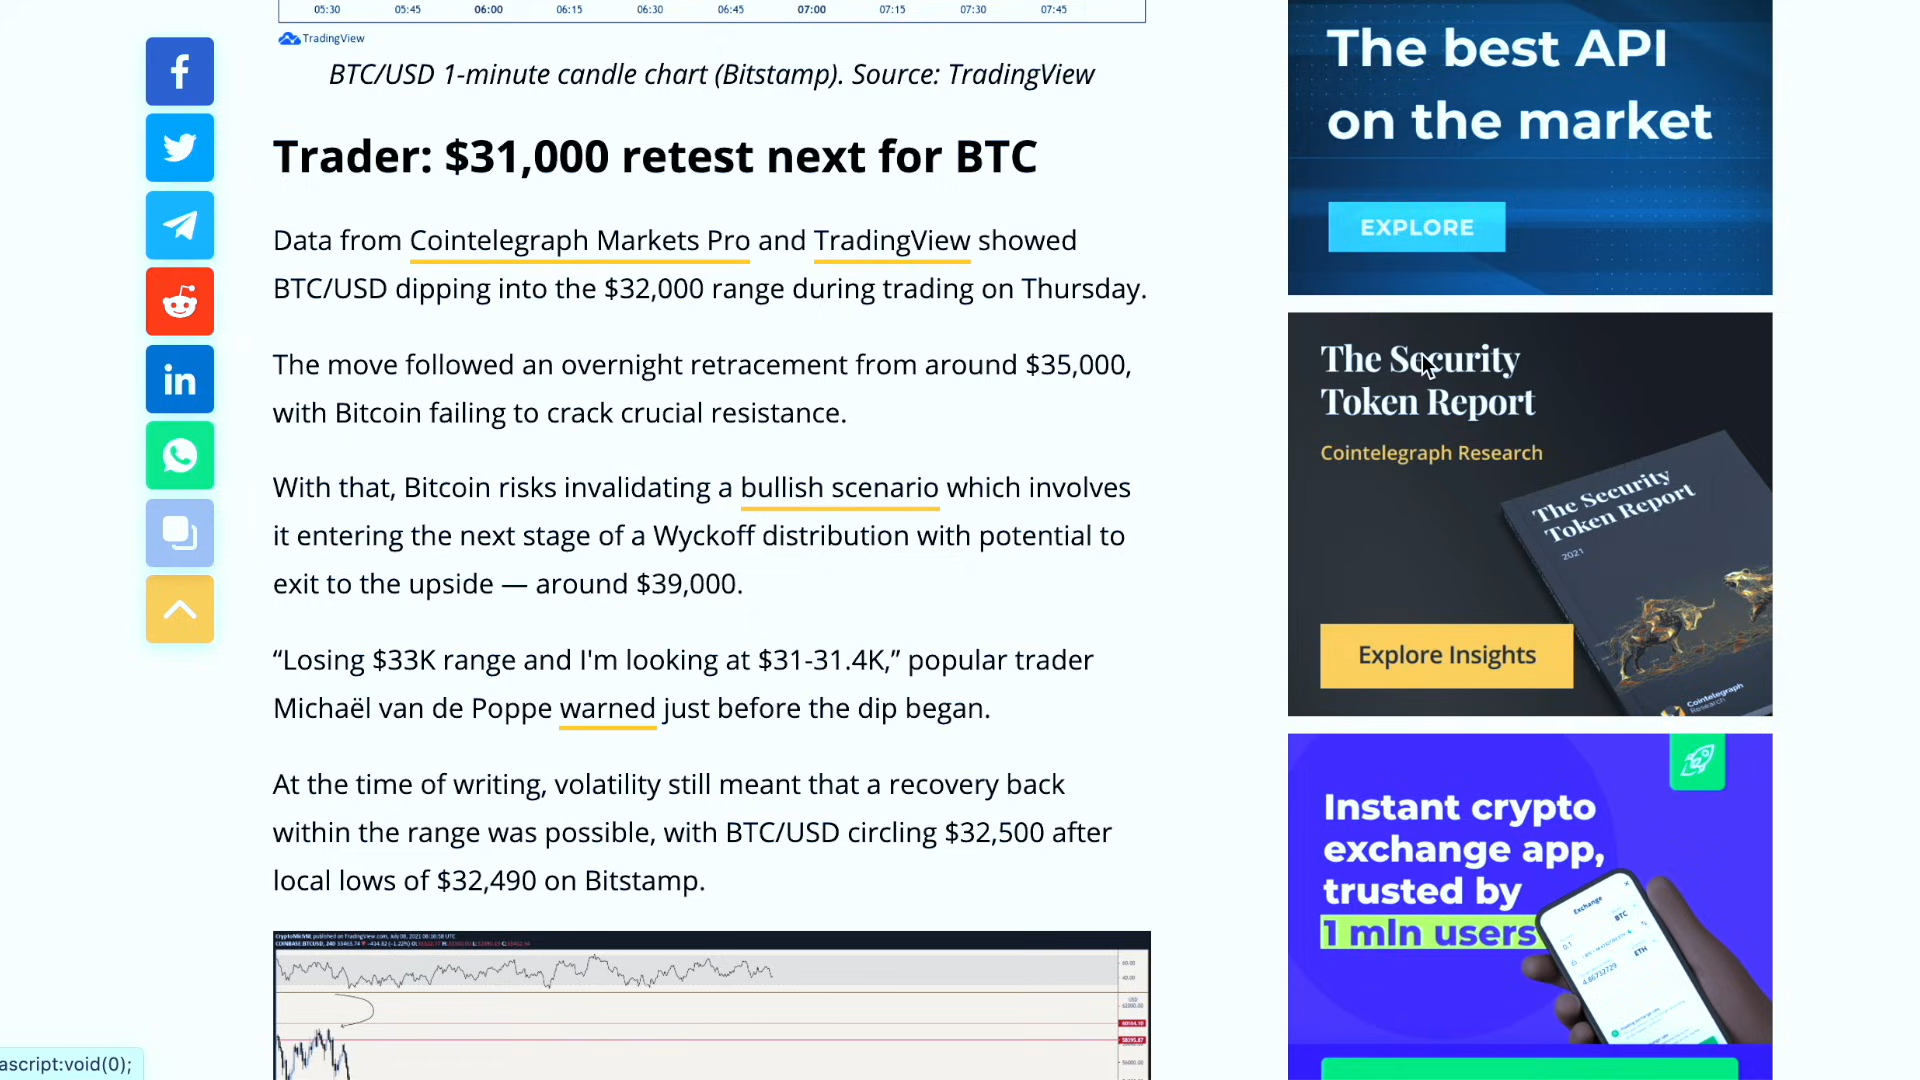 05:30 05:45 06:00 06:15 06:30 06:45 07:00 07:15 07:30 07:45
TradingView
BTC/USD 1-minute candle chart (Bitstamp). Source: TradingView
Trader: $31,000 retest next for BTC
Data from Cointelegraph Markets Pro and TradingView showed
BTC/USD dipping into the $32,000 range during trading on Thursday.
The move followed an overnight retracement from around $35,000,
with Bitcoin failing to crack crucial resistance.
With that, Bitcoin risks invalidating a bullish scenario which involves
it entering the next stage of a Wyckoff distribution with potential to
exit to the upside — around $39,000.
“Losing $33K range and I'm looking at $31-31.4K,” popular trader
Michaël van de Poppe warned just before the dip began.
At the time of writing, volatility still meant that a recovery back
within the range was possible, with BTC/USD circling $32,500 after
local lows of $32,490 on Bitstamp.
ascript:void(0);
The best API
on the market
EXPLORE
The Security
Token Report
Cointelegraph Research
The Security
Token Report
2021
Explore Insights
Cointelegraph
Research
Instant crypto
exchange app,
trusted by
1 mln users
Exchange
BTC
0.1
ETH
4.86732729